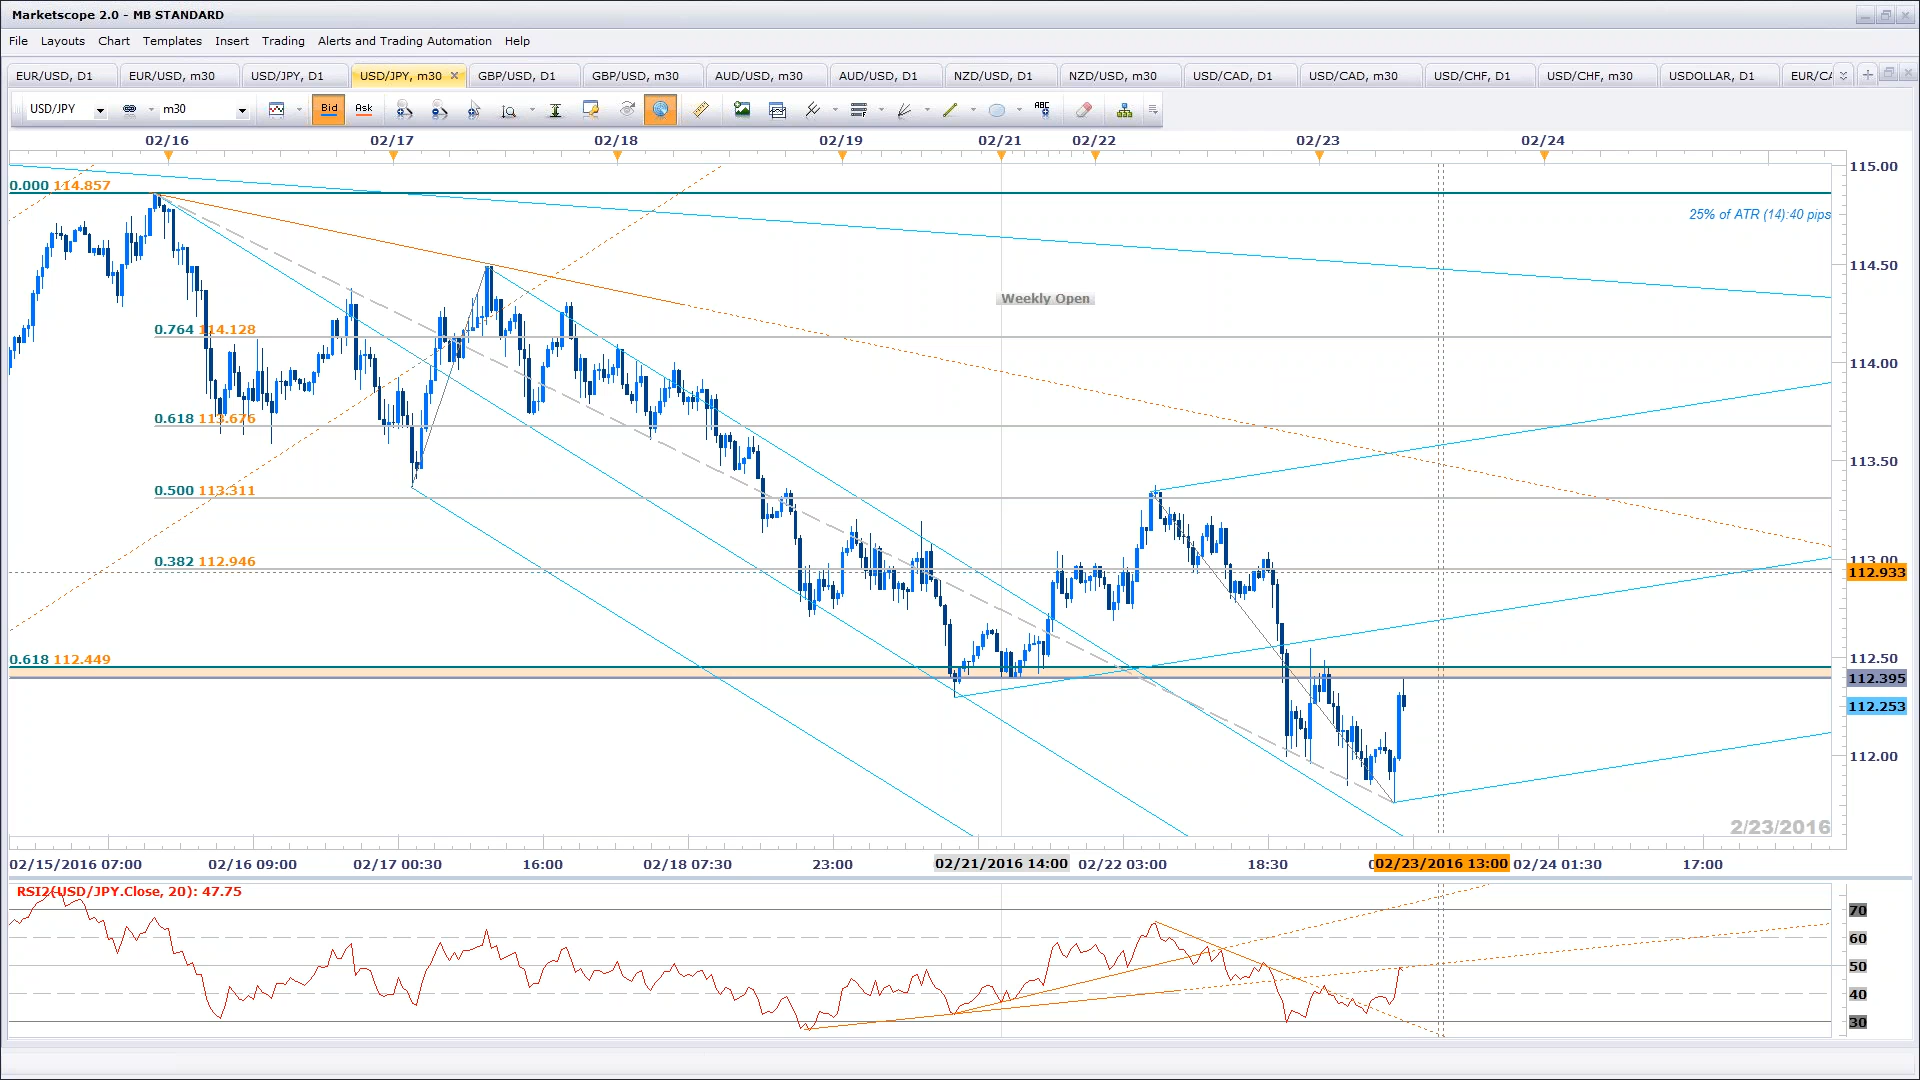 Marketscope 2.0 - MB STANDARD
File Layouts Chart Templates Insert Trading Alerts and Trading Automation Help
EUR/USD, D1 EUR/USD, m30 USD/JPY, D1 USD/JPY, m30 GBP/USD, D1 GBP/USD, m30 AUD/USD, m30 AUD/USD, D1 NZD/USD, D1 NZD/USD, m30 USD/CAD, D1 USD/CAD, m30 USD/CHF, D1 USD/CHF, m30 USDOLLAR, D1 EUR/CA
USD/JPY m30 Bid Ask ABC
02/16 02/17 02/18 02/19 02/21 02/22 02/23 02/24
115.00
0.000 114.857
25% of ATR (14):40 pips
114.50
Weekly Open
0.764 114.128
114.00
0.618 113.676
113.50
0.500 113.311
113.00
0.382 112.946
112.933
0.618 112.449
112.50
112.395
112.253
112.00
2/23/2016
02/15/2016 07:00 02/16 09:00 02/17 00:30 16:00 02/18 07:30 23:00 02/21/2016 14:00 02/22 03:00 18:30 02/23/2016 13:00 02/24 01:30 17:00
RSI2(USD/JPY.Close, 20): 47.75
70
60
50
40
30